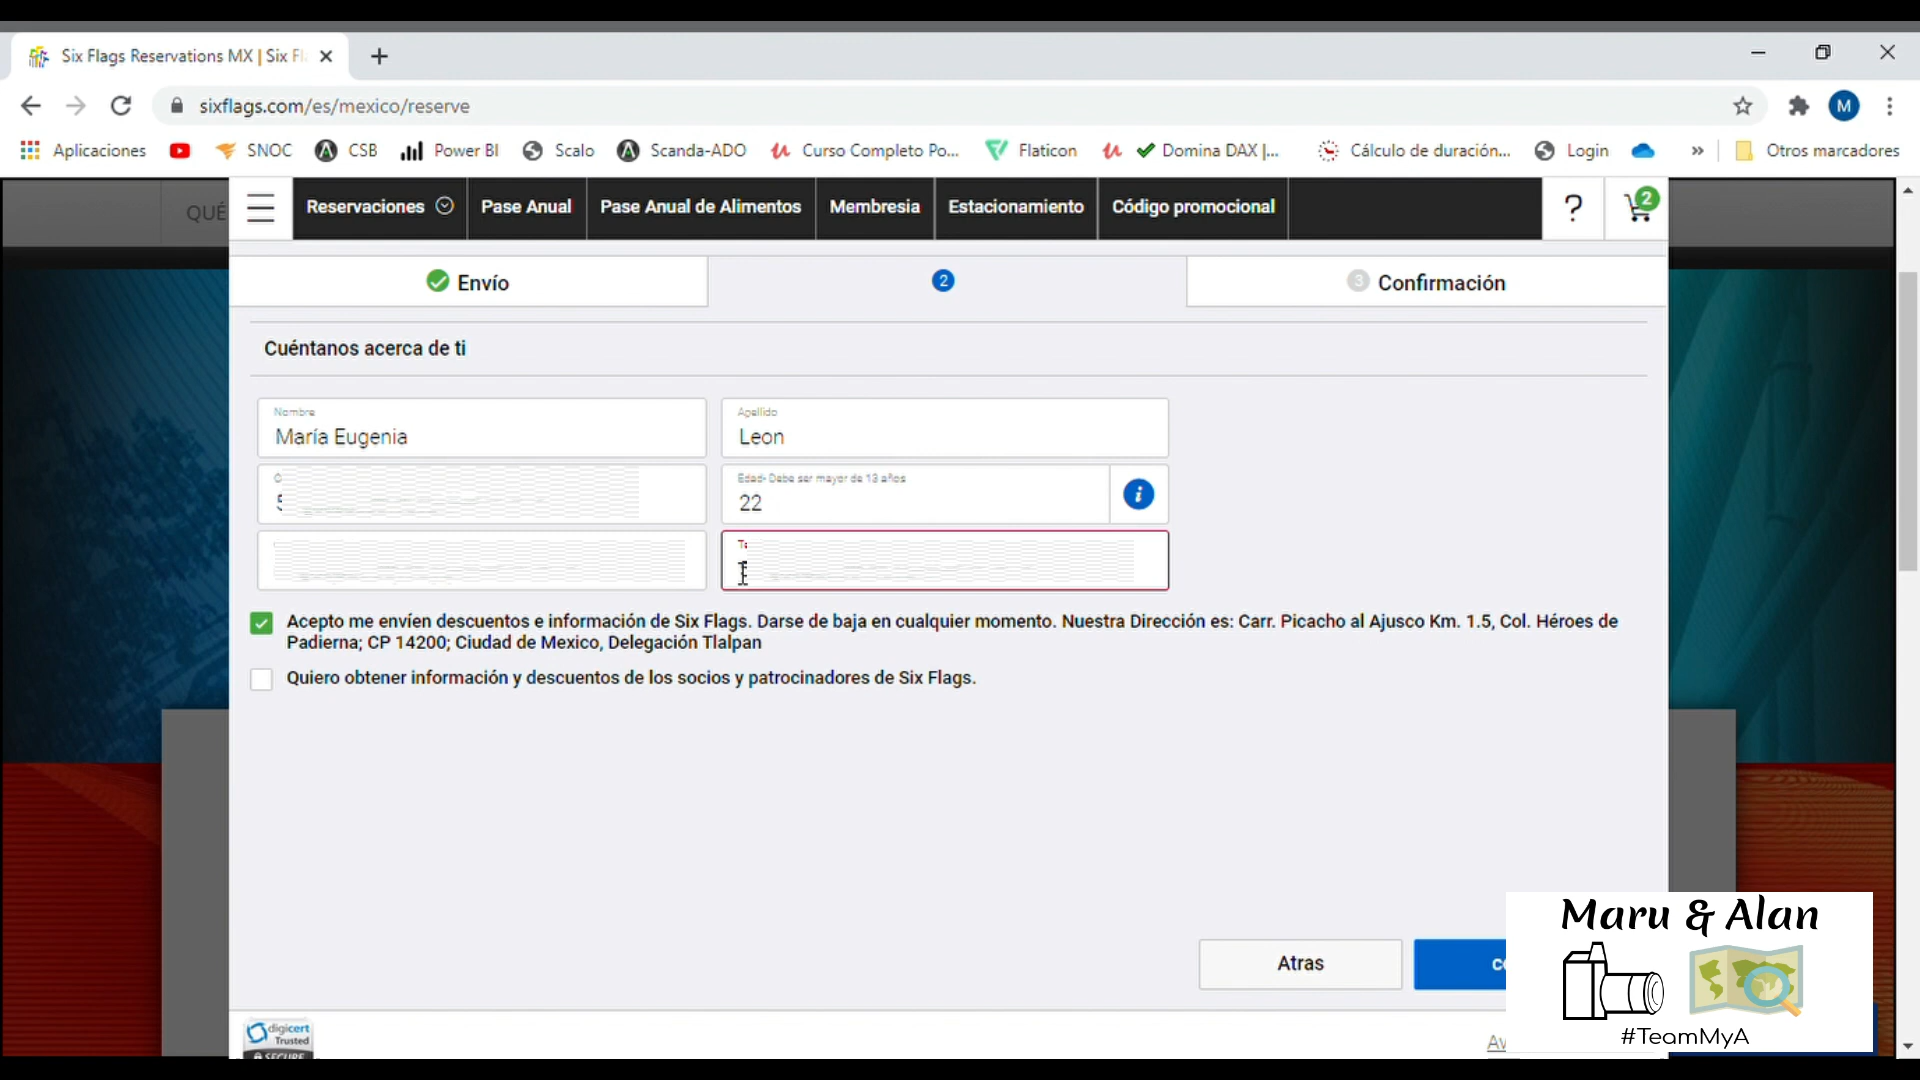 Six Flags Reservations MX | Six Fl
sixflags.com/es/mexico/reserve
M
Aplicaciones SNOC CSB Power BI Scalo Scanda-ADO Curso Completo Po... Flaticon Domina DAX |... Cálculo de duración... Login » Otros marcadores
QUÉ Reservaciones Pase Anual Pase Anual de Alimentos Membresia Estacionamiento Código promocional ? 2
Envío 2 3 Confirmación
Cuéntanos acerca de ti
Nombre Apellido
María Eugenia Leon
Edad- Debe ser mayor de 13 años
22
i
Acepto me envíen descuentos e información de Six Flags. Darse de baja en cualquier momento. Nuestra Dirección es: Carr. Picacho al Ajusco Km. 1.5, Col. Héroes de
Padierna; CP 14200; Ciudad de Mexico, Delegación Tlalpan
Quiero obtener información y descuentos de los socios y patrocinadores de Six Flags.
Atras
digicert
Trusted
SECURE
Maru & Alan
#TeamMyA